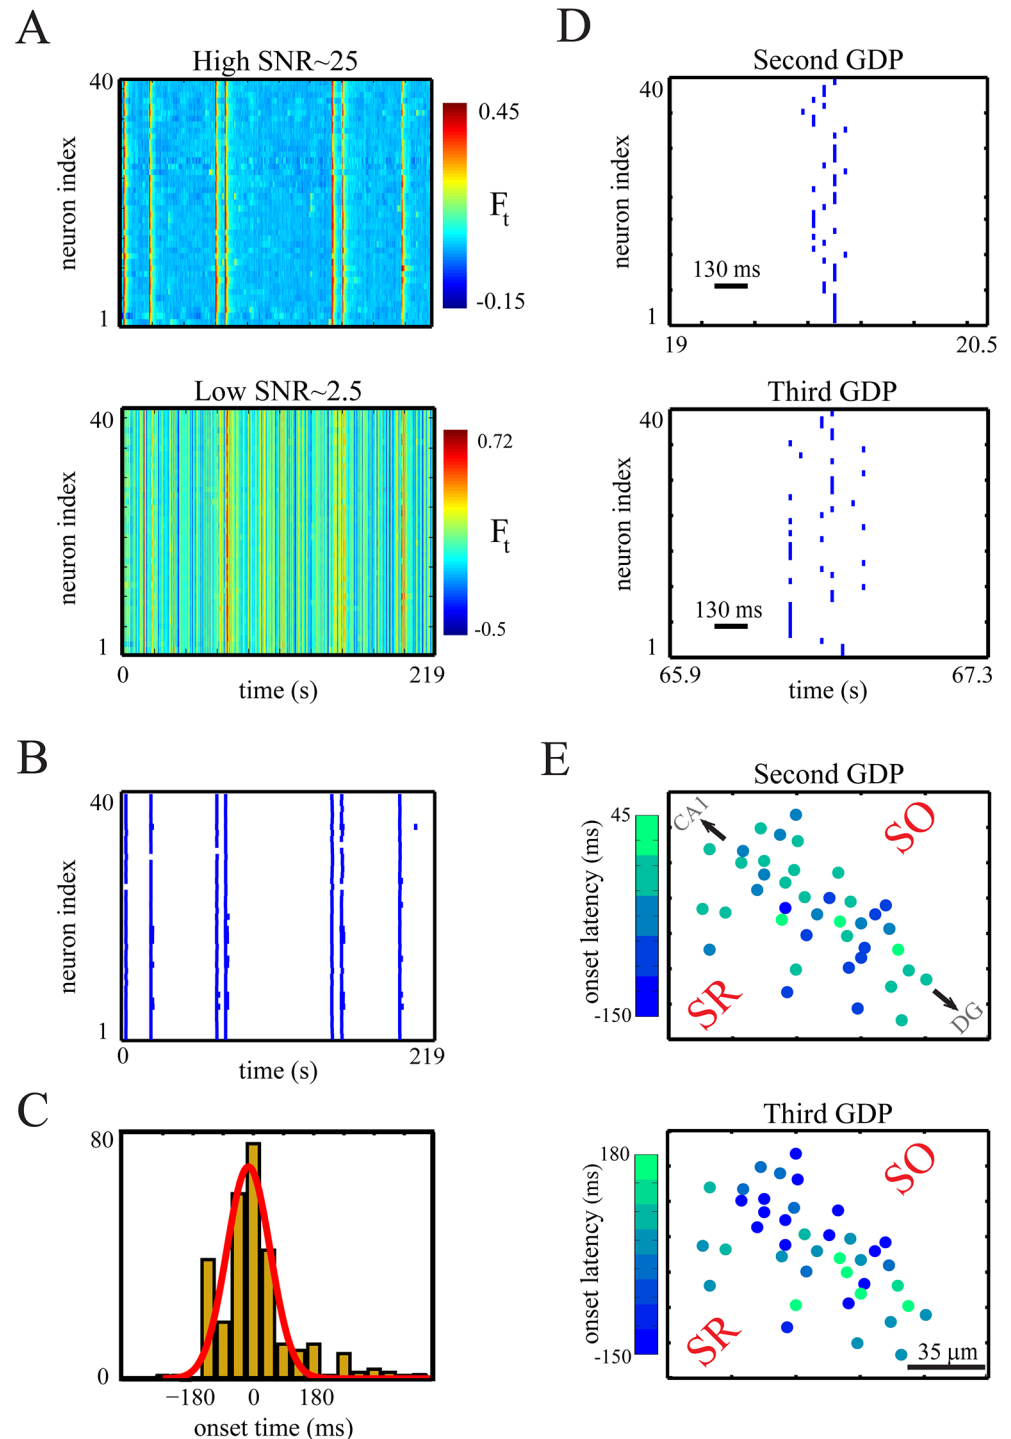 A
High SNR~25
40
neuron index
1
0.45
Ft
-0.15
Low SNR~2.5
40
neuron index
1
0
219
time (s)
0.72
Ft
-0.5
B
40
neuron index
1
0
219
time (s)
C
80
0
−180
0
180
onset time (ms)
D
Second GDP
40
neuron index
1
130 ms
19
20.5
Third GDP
40
neuron index
1
130 ms
65.9
67.3
time (s)
E
Second GDP
45
onset latency (ms)
-150
CA1
SO
SR
DG
Third GDP
180
onset latency (ms)
-150
SO
SR
35 μm